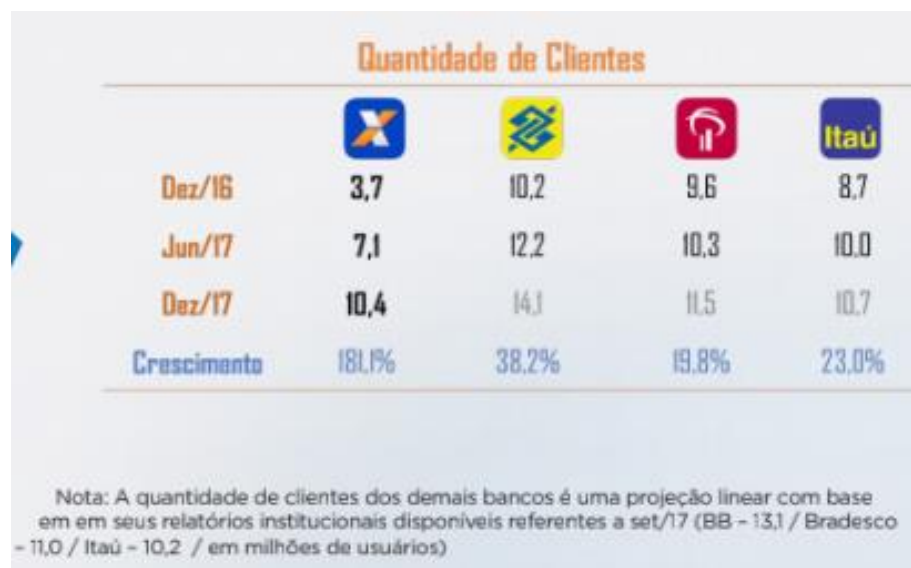 Quantidade de Clientes
Itaú
Dez/16 3,7 10,2 9,6 8,7
Jun/17 7,1 12,2 10,3 10,0
Dez/17 10,4 14,1 11,5 10,7
Crescimento 181,1% 38,2% 19,8% 23,0%
Nota: A quantidade de clientes dos demais bancos é uma projeção linear com base
em em seus relatórios institucionais disponíveis referentes a set/17 (BB – 13,1 / Bradesco
– 11,0 / Itaú – 10,2 / em milhões de usuários)